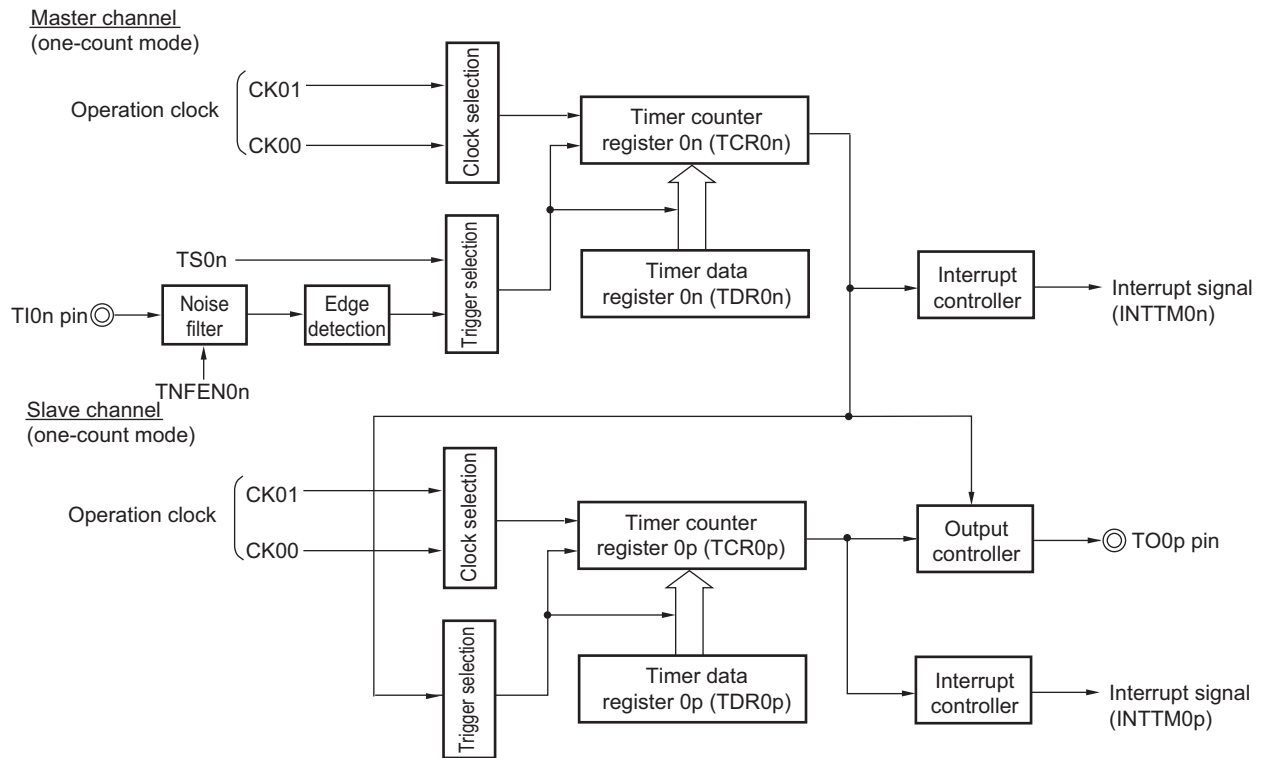 Master channel
(one-count mode)
Operation clock
CK01
CK00
Clock selection
Timer counter
register 0n (TCR0n)
TS0n
TI0n pin
Noise
filter
Edge
detection
Trigger selection
Timer data
register 0n (TDR0n)
Interrupt
controller
Interrupt signal
(INTTM0n)
TNFEN0n
Slave channel
(one-count mode)
Operation clock
CK01
CK00
Clock selection
Timer counter
register 0p (TCR0p)
Output
controller
TO0p pin
Trigger selection
Timer data
register 0p (TDR0p)
Interrupt
controller
Interrupt signal
(INTTM0p)